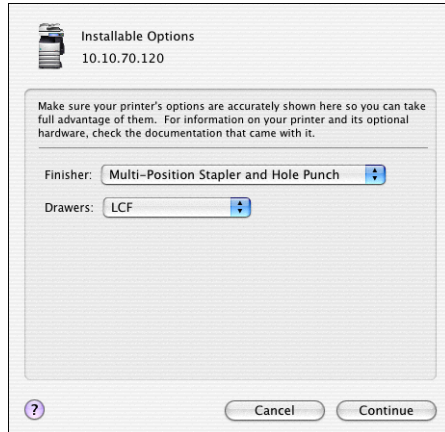 Installable Options
10.10.70.120
Make sure your printer's options are accurately shown here so you can take
full advantage of them. For information on your printer and its optional
hardware, check the documentation that came with it.
Finisher: Multi-Position Stapler and Hole Punch
Drawers: LCF
?
Cancel Continue